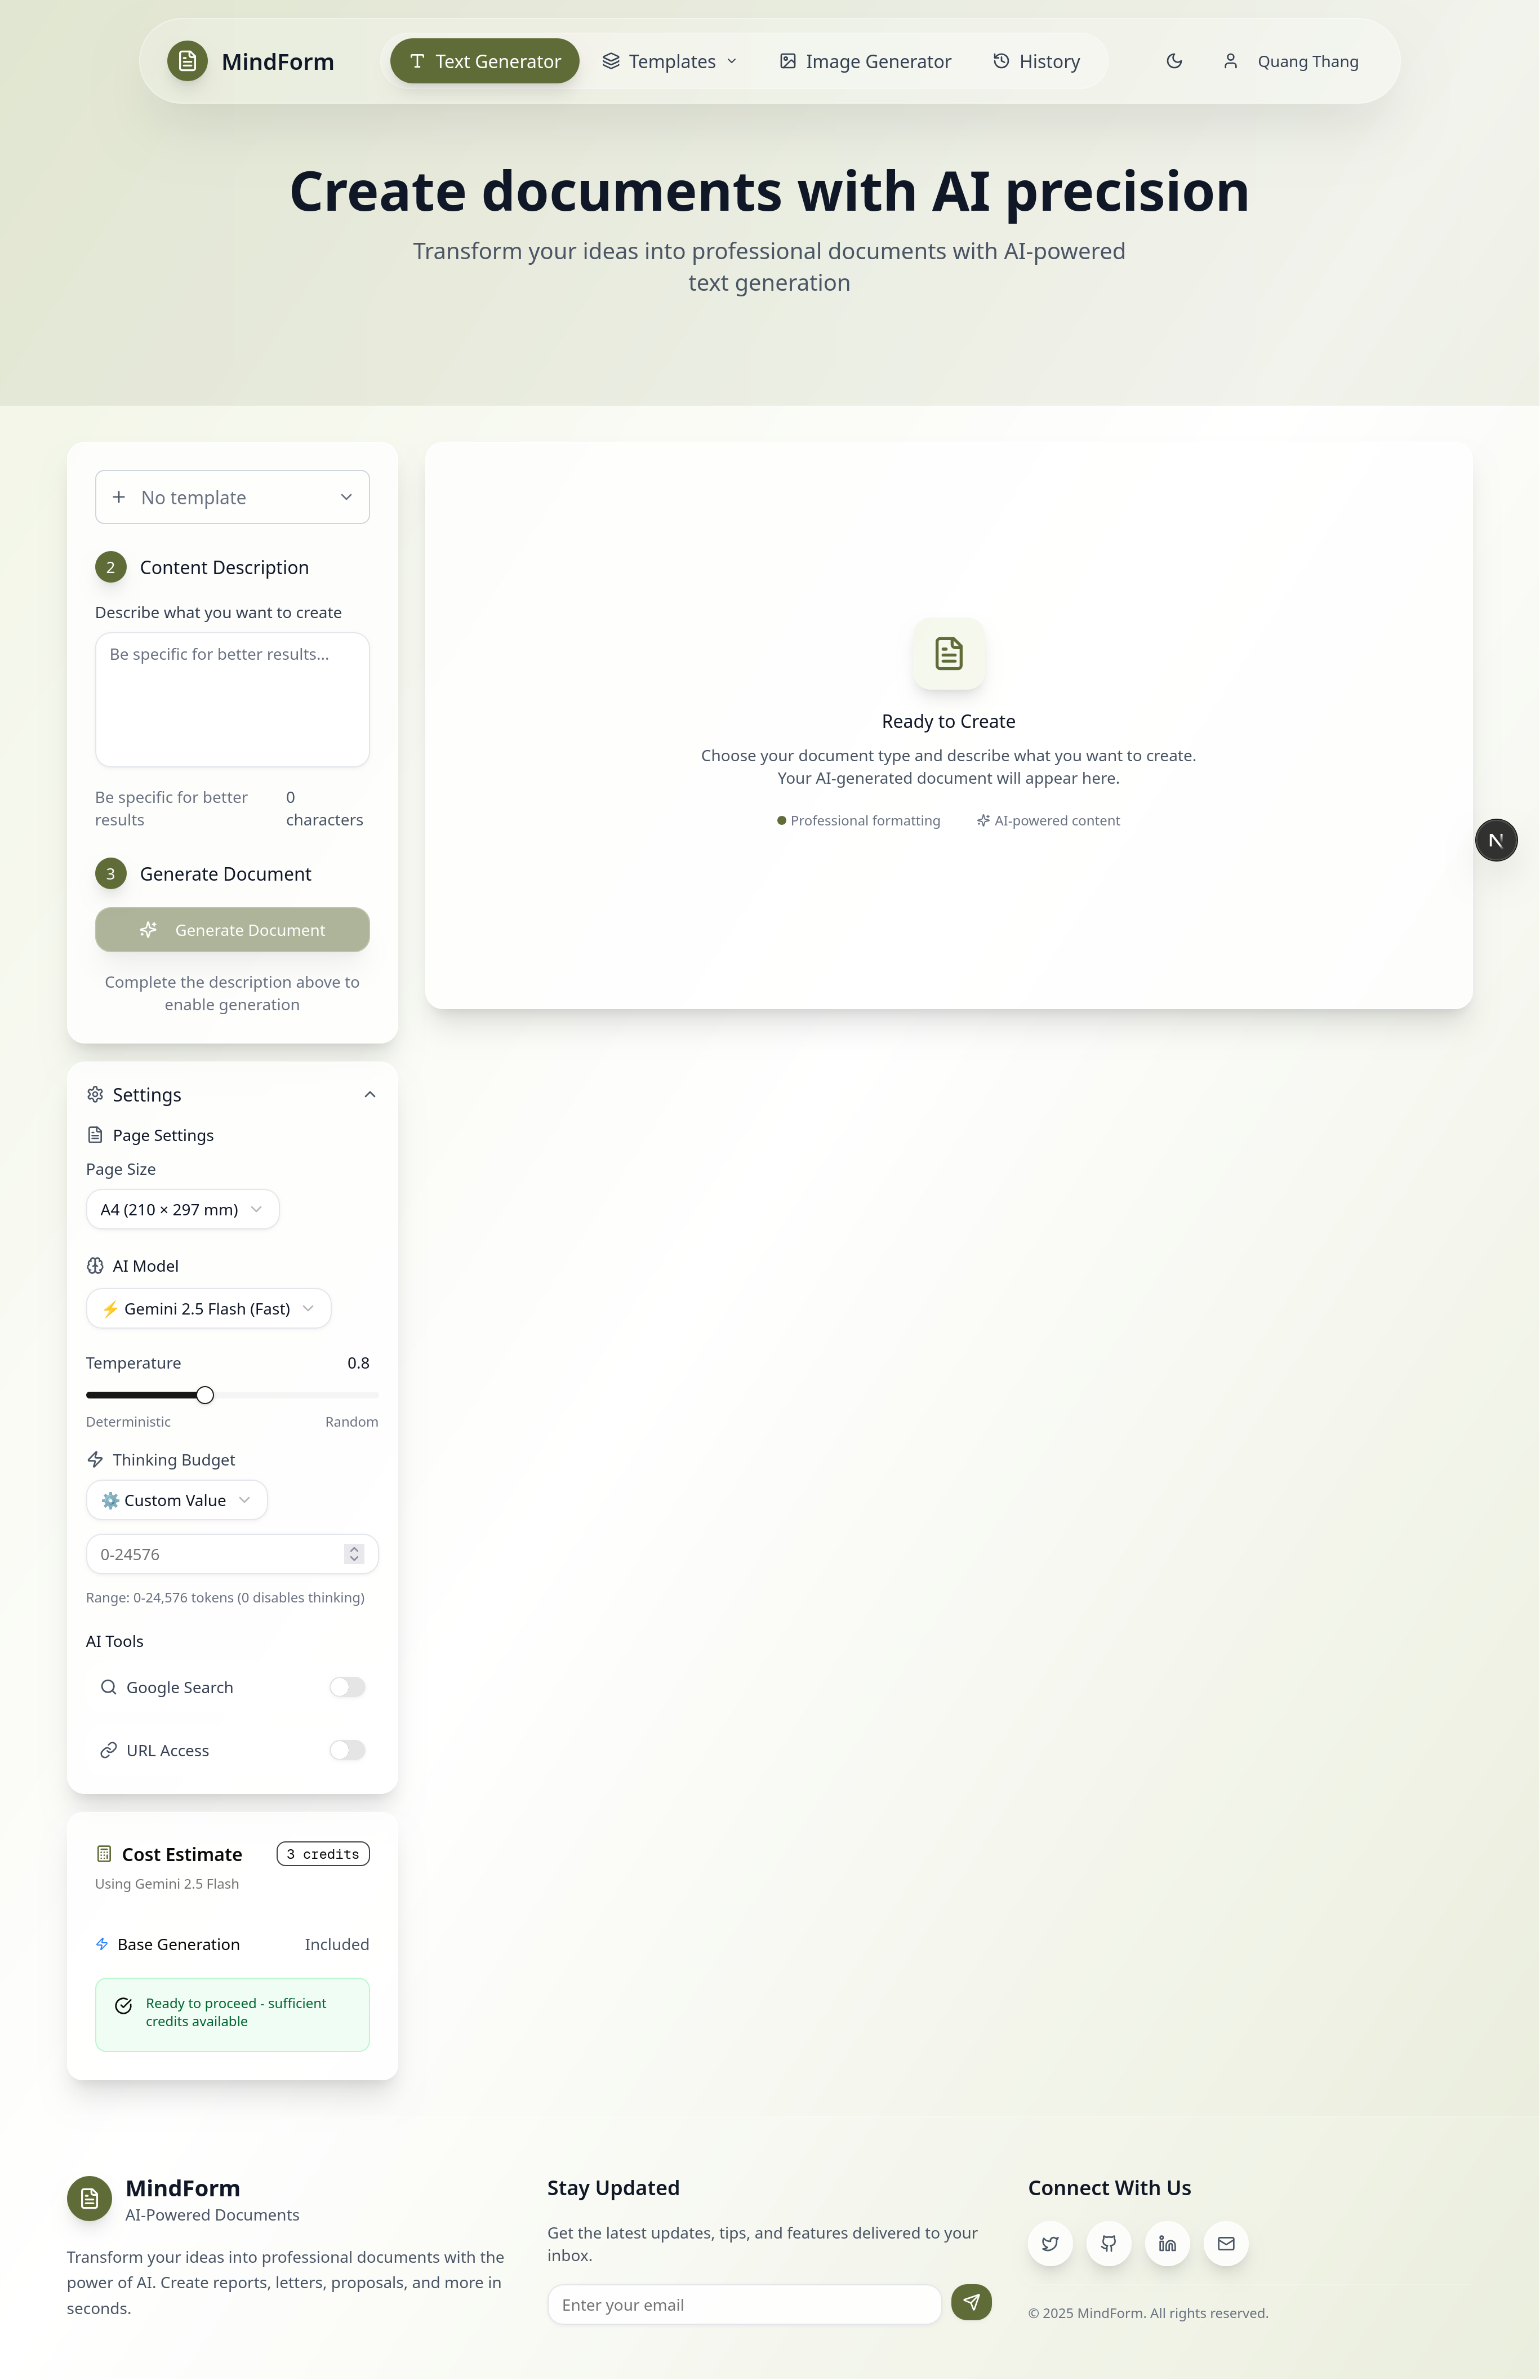 MindForm
Text Generator
Templates
Image Generator
History
Quang Thang
Create documents with AI precision
Transform your ideas into professional documents with AI-powered
text generation
No template
2
Content Description
Describe what you want to create
Be specific for better results...
Be specific for better
results
0
characters
3
Generate Document
Generate Document
Complete the description above to
enable generation
Ready to Create
Choose your document type and describe what you want to create.
Your AI-generated document will appear here.
Professional formatting
AI-powered content
N
Settings
Page Settings
Page Size
A4 (210 × 297 mm)
AI Model
⚡ Gemini 2.5 Flash (Fast)
Temperature
0.8
Deterministic
Random
Thinking Budget
⚙️ Custom Value
0-24576
Range: 0-24,576 tokens (0 disables thinking)
AI Tools
Google Search
URL Access
Cost Estimate
3 credits
Using Gemini 2.5 Flash
Base Generation
Included
Ready to proceed - sufficient
credits available
MindForm
AI-Powered Documents
Transform your ideas into professional documents with the
power of AI. Create reports, letters, proposals, and more in
seconds.
Stay Updated
Get the latest updates, tips, and features delivered to your
inbox.
Enter your email
Connect With Us
© 2025 MindForm. All rights reserved.